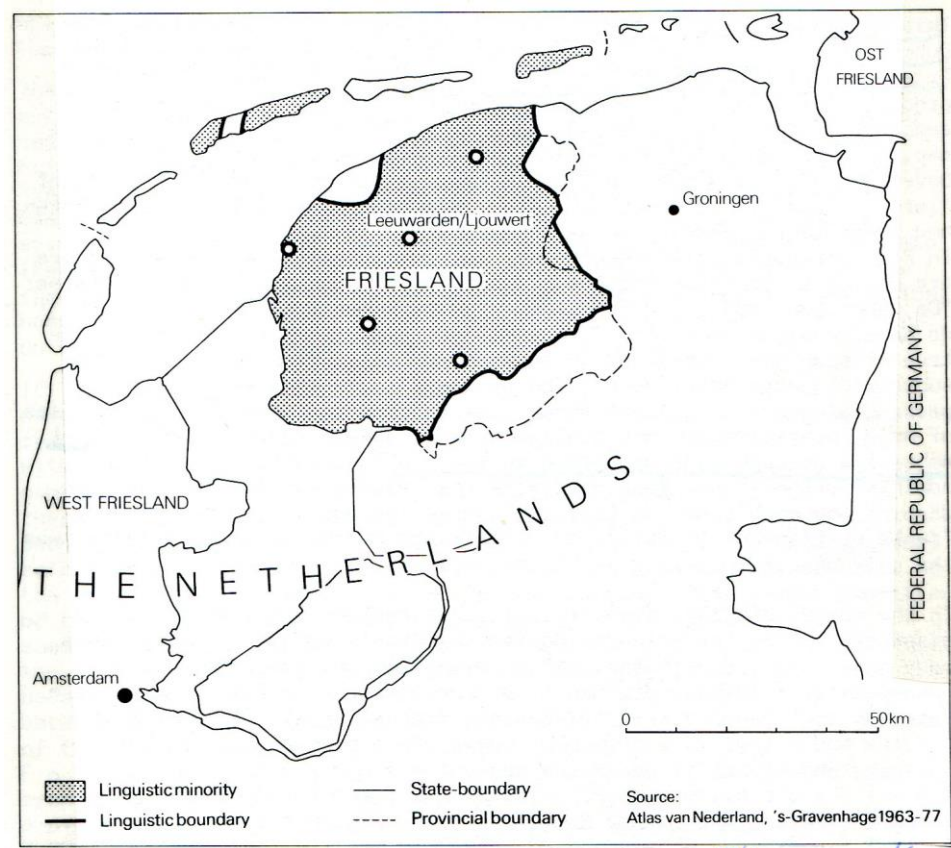 OST
FRIESLAND
Groningen
Leeuwarden/Ljouwert
FRIESLAND
FEDERAL REPUBLIC OF GERMANY
WEST FRIESLAND
THE NETHERLANDS
Amsterdam
0 50km
Linguistic minority
Linguistic boundary
State-boundary
Provincial boundary
Source:
Atlas van Nederland, 's-Gravenhage 1963-77